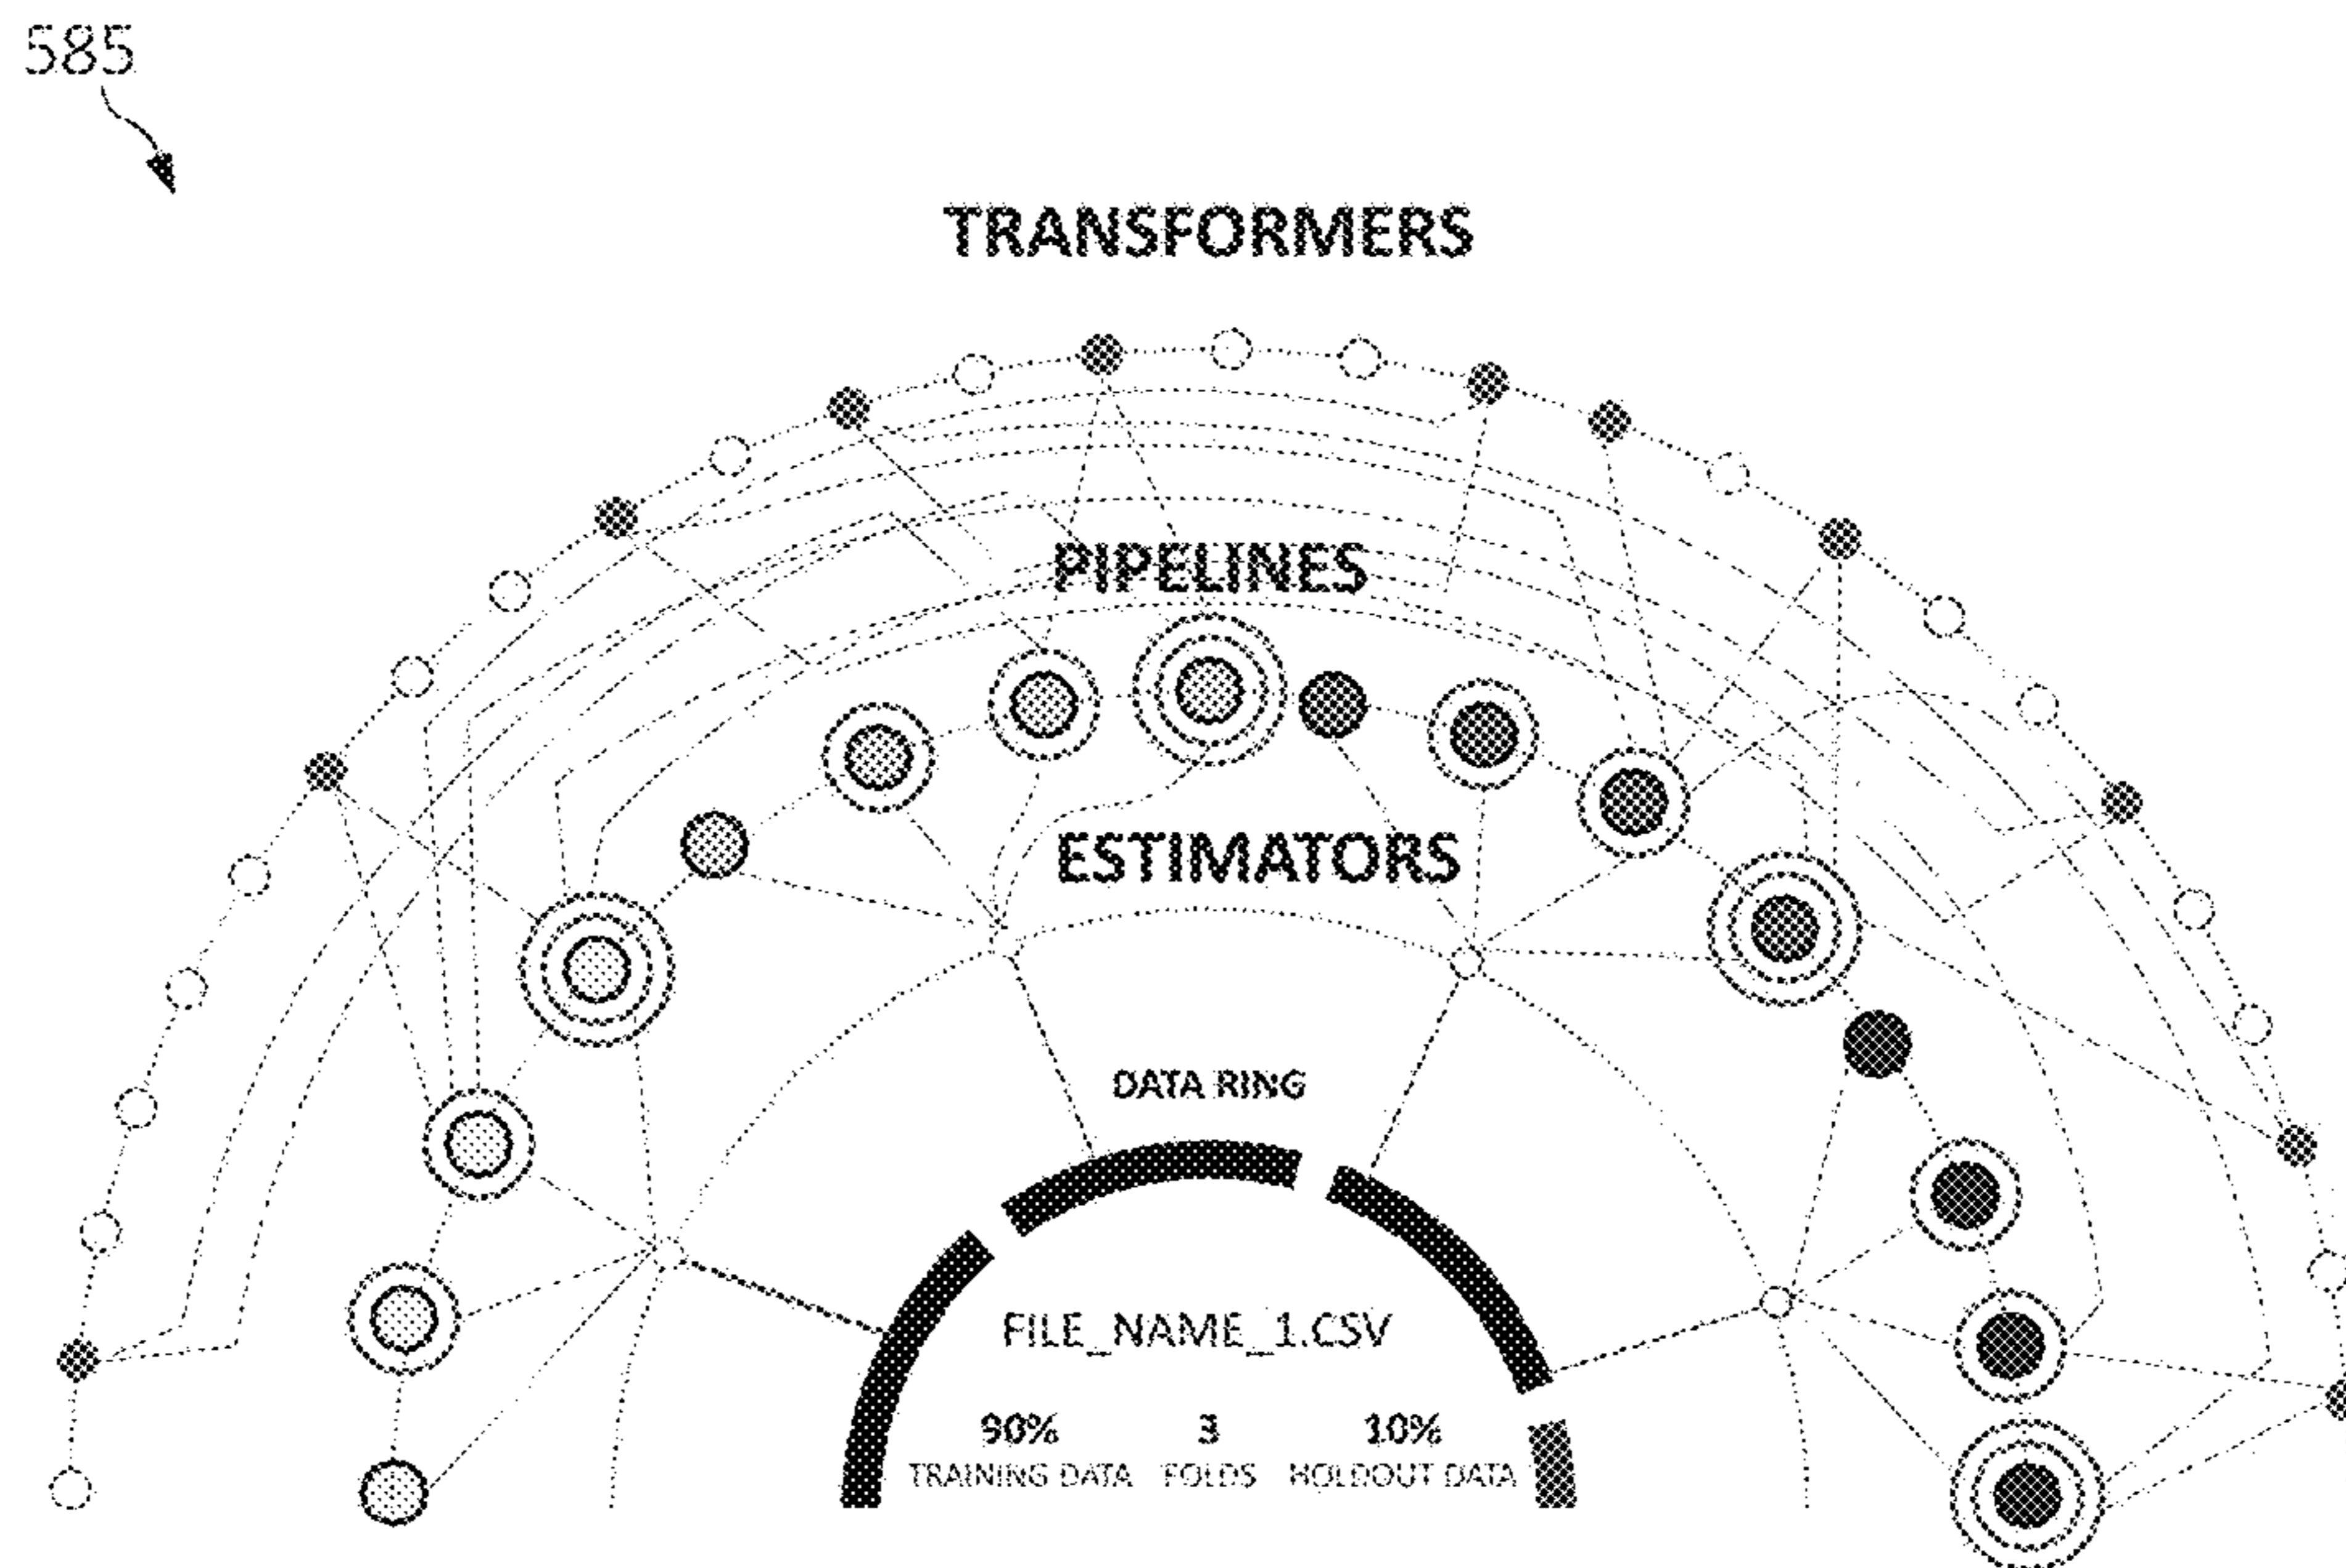 585
TRANSFORMERS
PIPELINES
ESTIMATORS
DATA RING
FILE_NAME_1.CSV
90% 3 10%
TRAINING DATA FOLDS HOLDOUT DATA